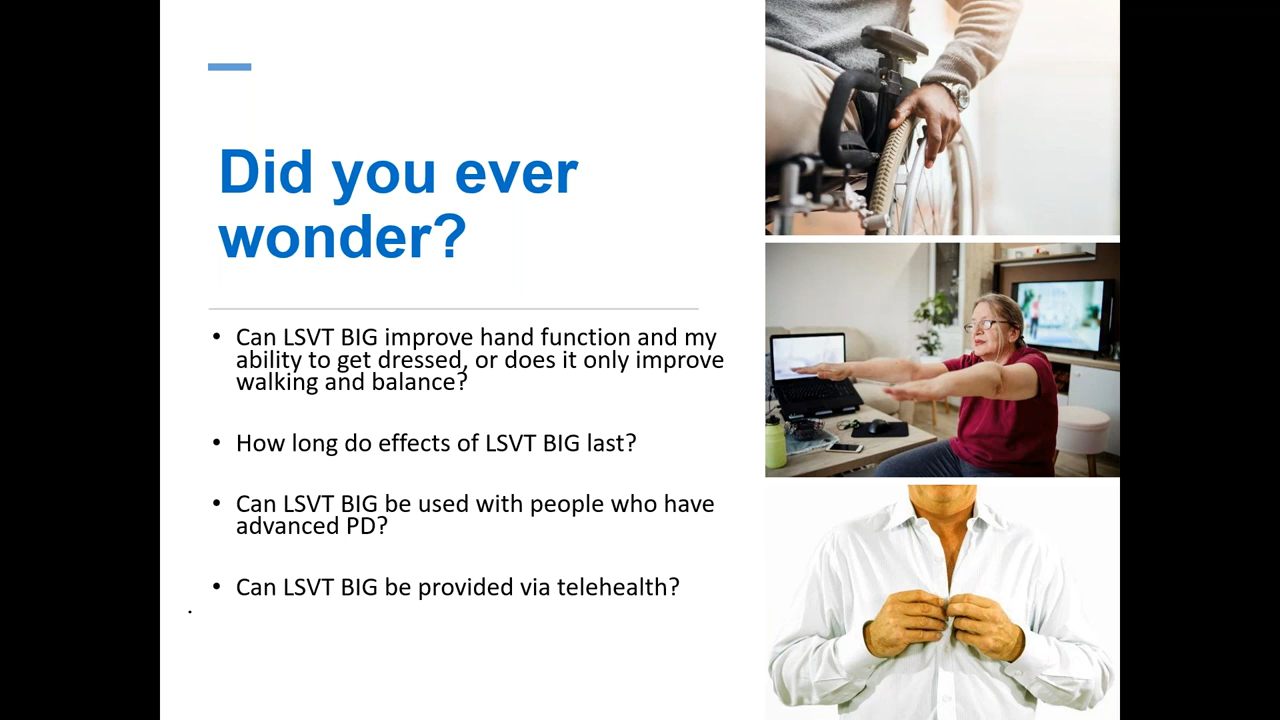 Did you ever
wonder?
• Can LSVT BIG improve hand function and my
ability to get dressed, or does it only improve
walking and balance?
• How long do effects of LSVT BIG last?
• Can LSVT BIG be used with people who have
advanced PD?
• Can LSVT BIG be provided via telehealth?
.